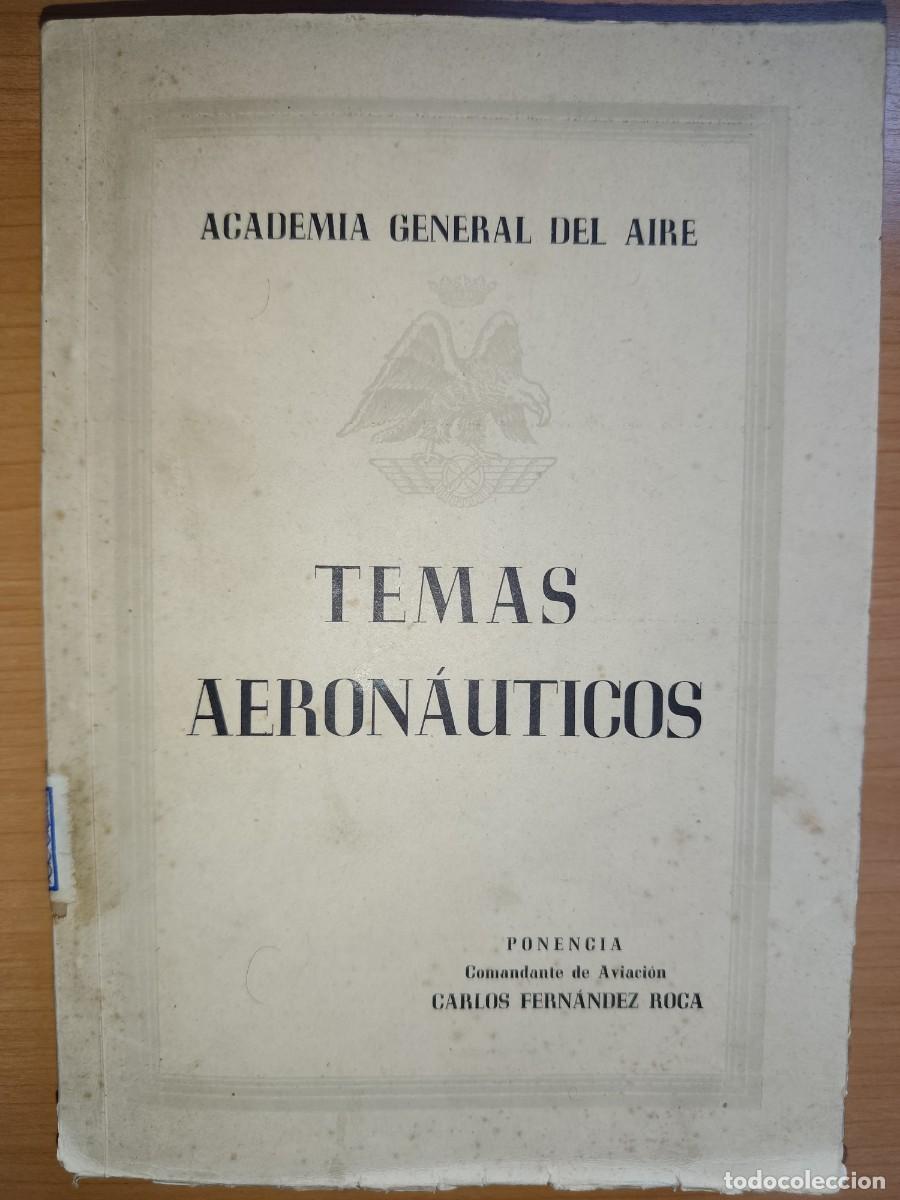 ACADEMIA GENERAL DEL AIRE
TEMAS
AERONÁUTICOS
PONENCIA
Comandante de Aviación
CARLOS FERNÁNDEZ ROCA
todocoleccion